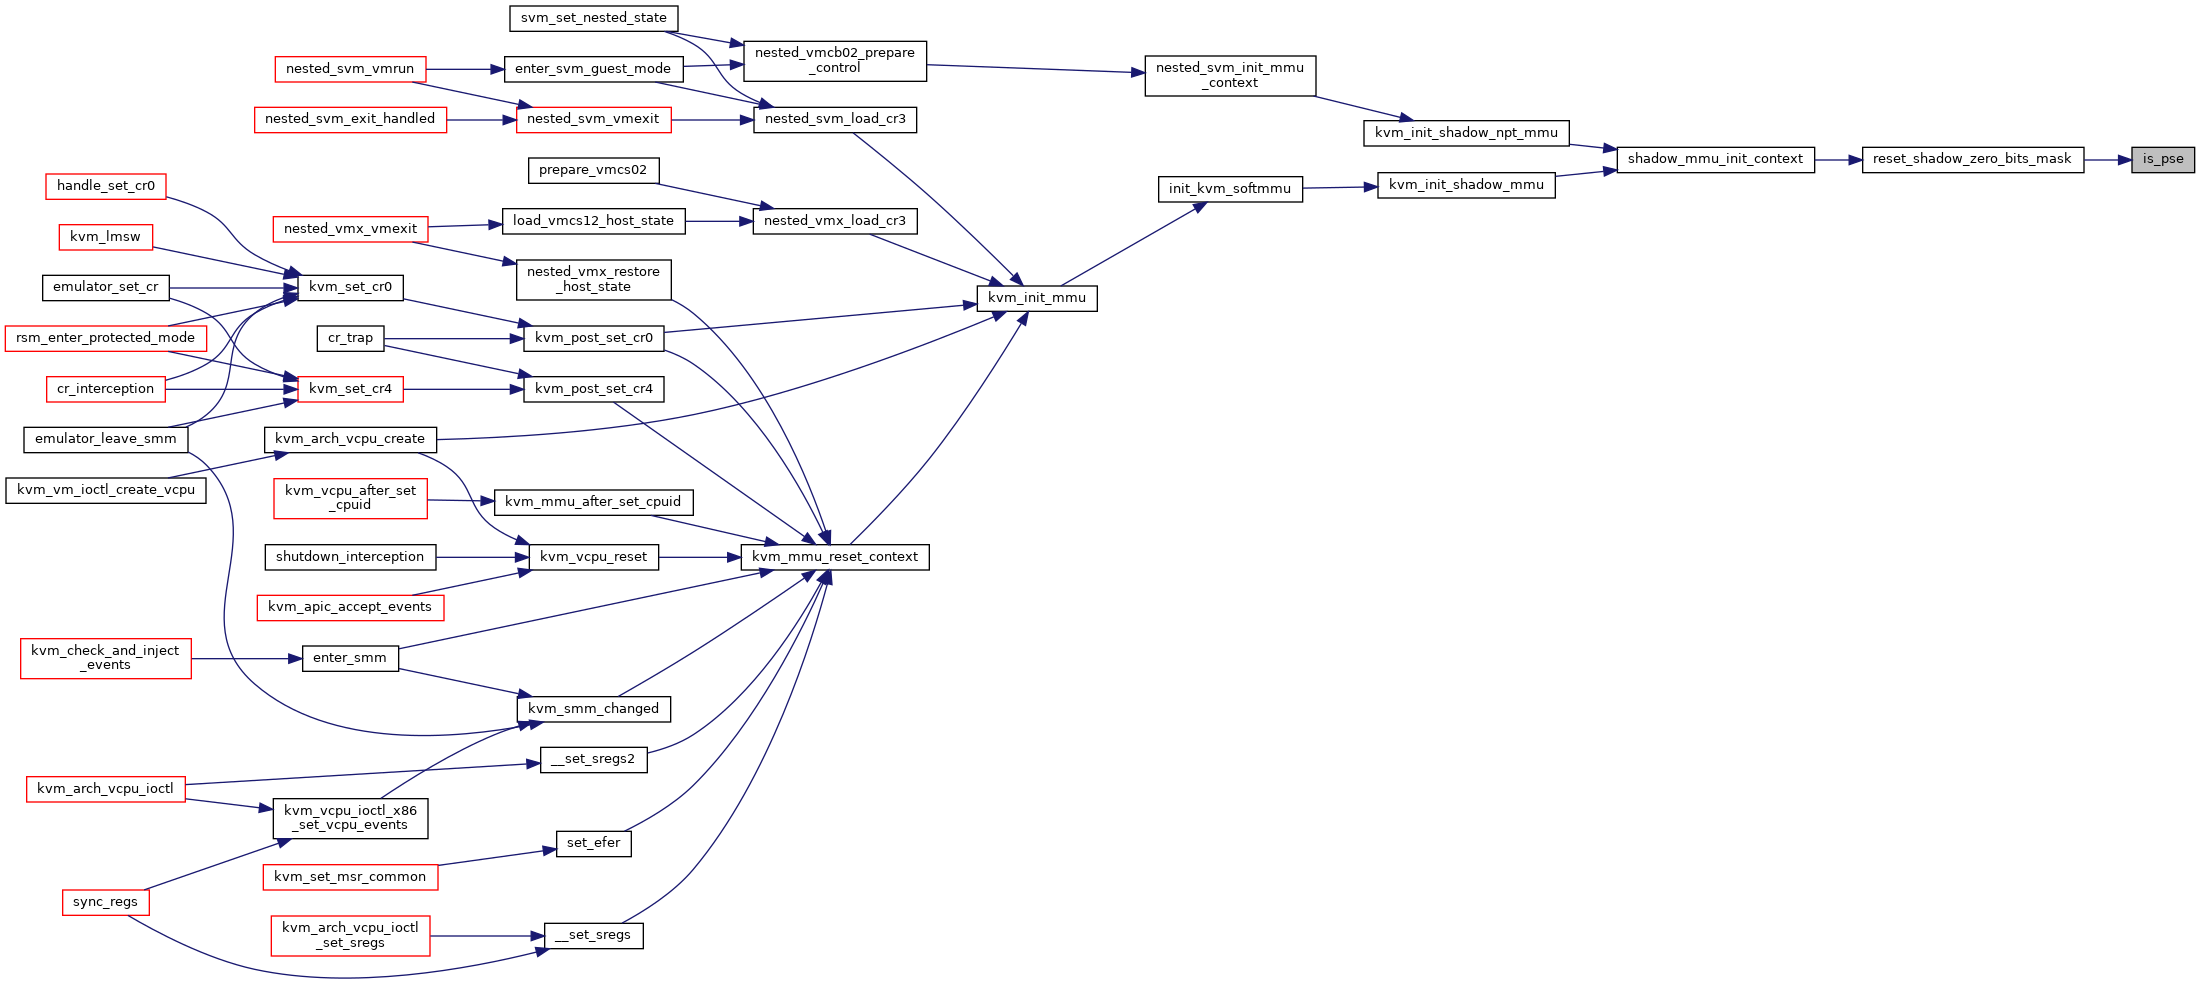 svm_set_nested_state
nested_vmcb02_prepare
_control
nested_svm_vmrun
enter_svm_guest_mode
nested_svm_init_mmu
_context
nested_svm_exit_handled
nested_svm_vmexit
nested_svm_load_cr3
kvm_init_shadow_npt_mmu
prepare_vmcs02
shadow_mmu_init_context
reset_shadow_zero_bits_mask
is_pse
handle_set_cr0
init_kvm_softmmu
kvm_init_shadow_mmu
nested_vmx_vmexit
load_vmcs12_host_state
nested_vmx_load_cr3
kvm_lmsw
nested_vmx_restore
_host_state
emulator_set_cr
kvm_set_cr0
kvm_init_mmu
rsm_enter_protected_mode
cr_trap
kvm_post_set_cr0
cr_interception
kvm_set_cr4
kvm_post_set_cr4
emulator_leave_smm
kvm_arch_vcpu_create
kvm_vm_ioctl_create_vcpu
kvm_vcpu_after_set
_cpuid
kvm_mmu_after_set_cpuid
shutdown_interception
kvm_vcpu_reset
kvm_mmu_reset_context
kvm_apic_accept_events
kvm_check_and_inject
_events
enter_smm
kvm_smm_changed
__set_sregs2
kvm_arch_vcpu_ioctl
kvm_vcpu_ioctl_x86
_set_vcpu_events
set_efer
kvm_set_msr_common
sync_regs
kvm_arch_vcpu_ioctl
_set_sregs
__set_sregs